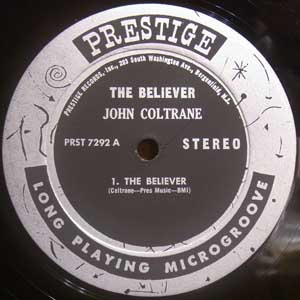 PRESTIGE
PRESTIGE RECORDS, Inc., 203 South Washington Ave., Bergenfield, N.J.
THE BELIEVER
JOHN COLTRANE
PRST 7292 A
STEREO
1. THE BELIEVER
(Coltrane—Pres Music—BMI)
LONG PLAYING MICROGROOVE